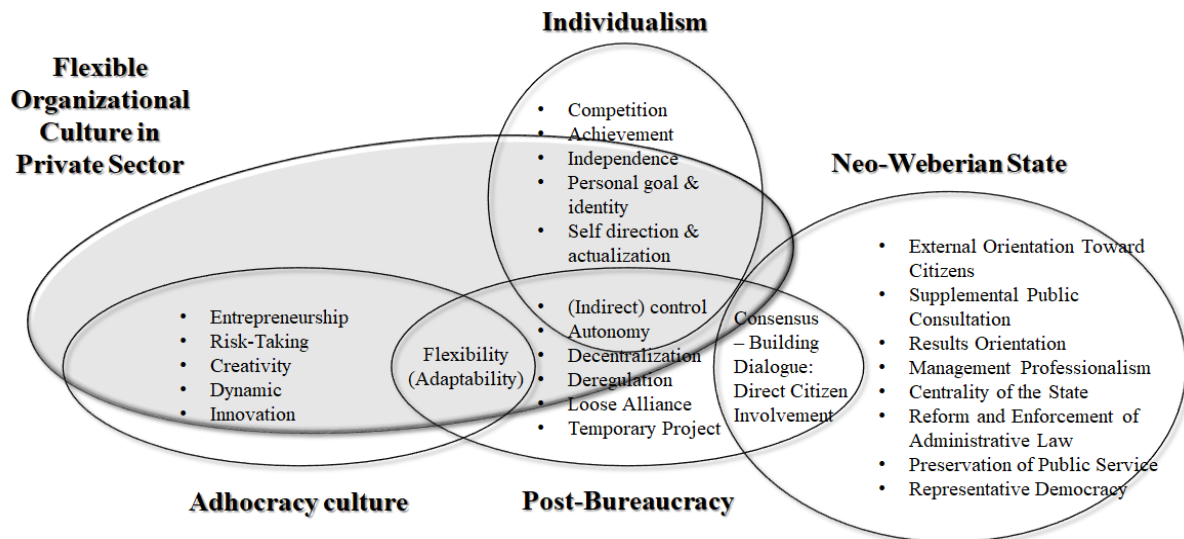 Individualism
Flexible
Organizational
Culture in
Private Sector
• Competition
• Achievement
• Independence
• Personal goal &
identity
• Self direction &
actualization
Neo-Weberian State
• External Orientation Toward
Citizens
• Supplemental Public
Consultation
• Results Orientation
• Management Professionalism
• Centrality of the State
• Reform and Enforcement of
Administrative Law
• Preservation of Public Service
• Representative Democracy
• Entrepreneurship
• Risk-Taking
• Creativity
• Dynamic
• Innovation
Flexibility
(Adaptability)
• (Indirect) control
• Autonomy
• Decentralization
• Deregulation
• Loose Alliance
• Temporary Project
Consensus
– Building
Dialogue:
Direct Citizen
Involvement
Adhocracy culture
Post-Bureaucracy